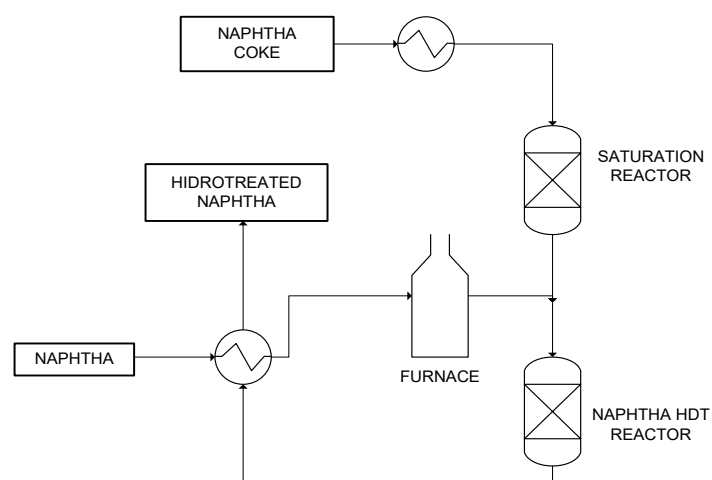 NAPHTHA
COKE
SATURATION
REACTOR
HIDROTREATED
NAPHTHA
NAPHTHA
FURNACE
NAPHTHA HDT
REACTOR